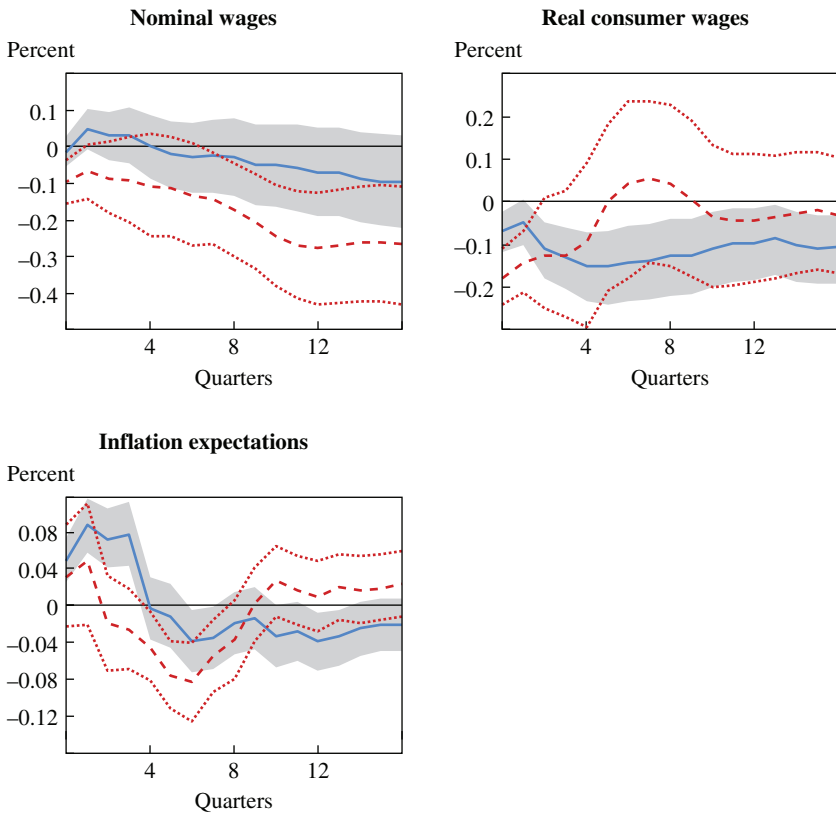 Nominal wages
Percent
0.1
0
−0.1
−0.2
−0.3
−0.4
4 8 12
Quarters
Real consumer wages
Percent
0.2
0.1
0
−0.1
−0.2
4 8 12
Quarters
Inflation expectations
Percent
0.08
0.04
0
−0.04
−0.08
−0.12
4 8 12
Quarters